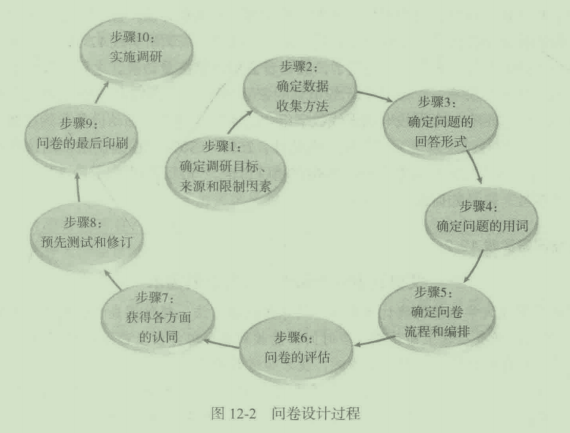 步骤1：
确定调研目标、
来源和限制因素
步骤2：
确定数据
收集方法
步骤3：
确定问题的
回答形式
步骤4：
确定问题的用词
步骤5：
确定问卷
流程和编排
步骤6：
问卷的评估
步骤7：
获得各方面
的认同
步骤8：
预先测试和修订
步骤9：
问卷的最后印刷
步骤10：
实施调研
图 12-2 问卷设计过程